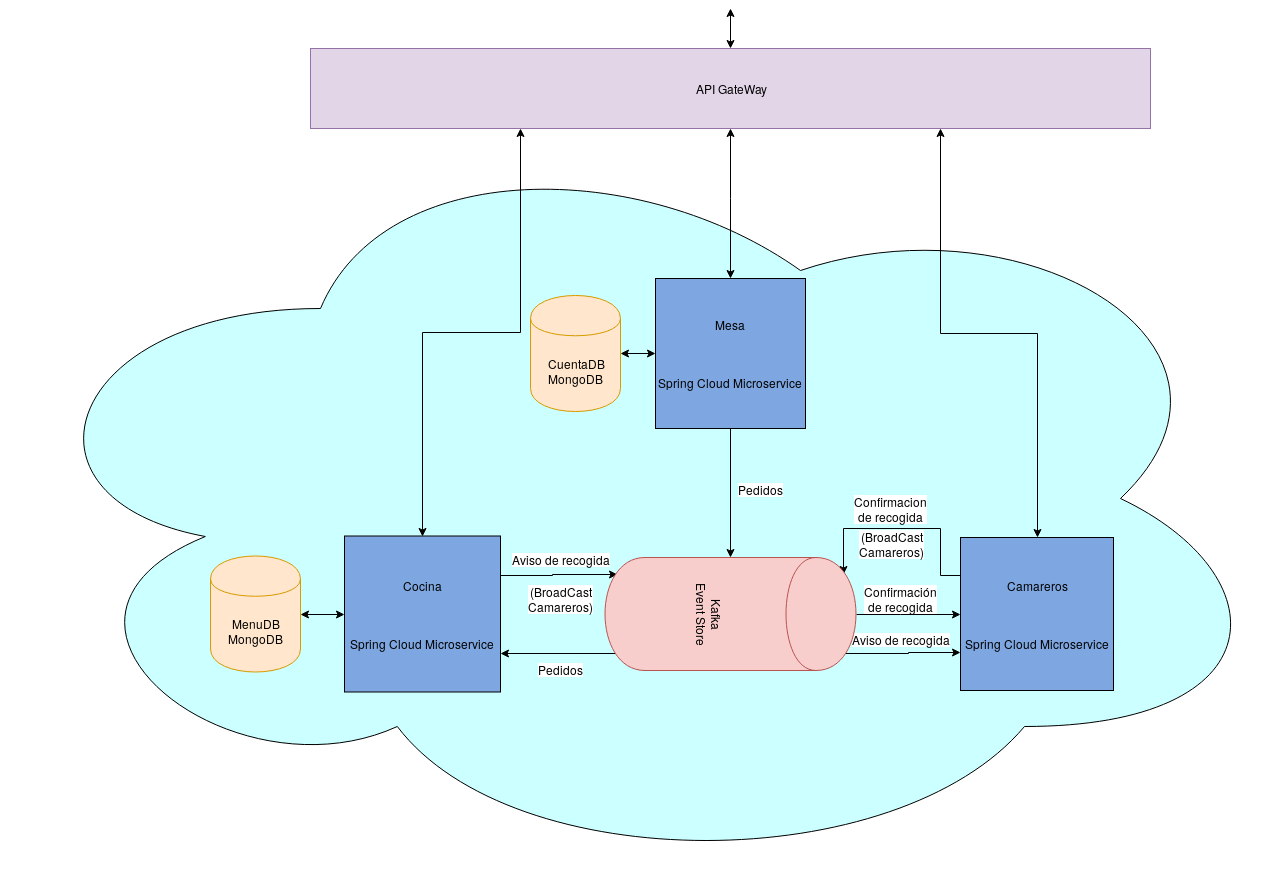 API GateWay
Mesa
CuentaDB
MongoDB
Spring Cloud Microservice
Pedidos
Confirmacion
de recogida
(BroadCast
Camareros)
Aviso de recogida
(BroadCast
Camareros)
Cocina
Spring Cloud Microservice
MenuDB
MongoDB
Kafka
Event Store
Confirmación
de recogida
Aviso de recogida
Camareros
Spring Cloud Microservice
Pedidos